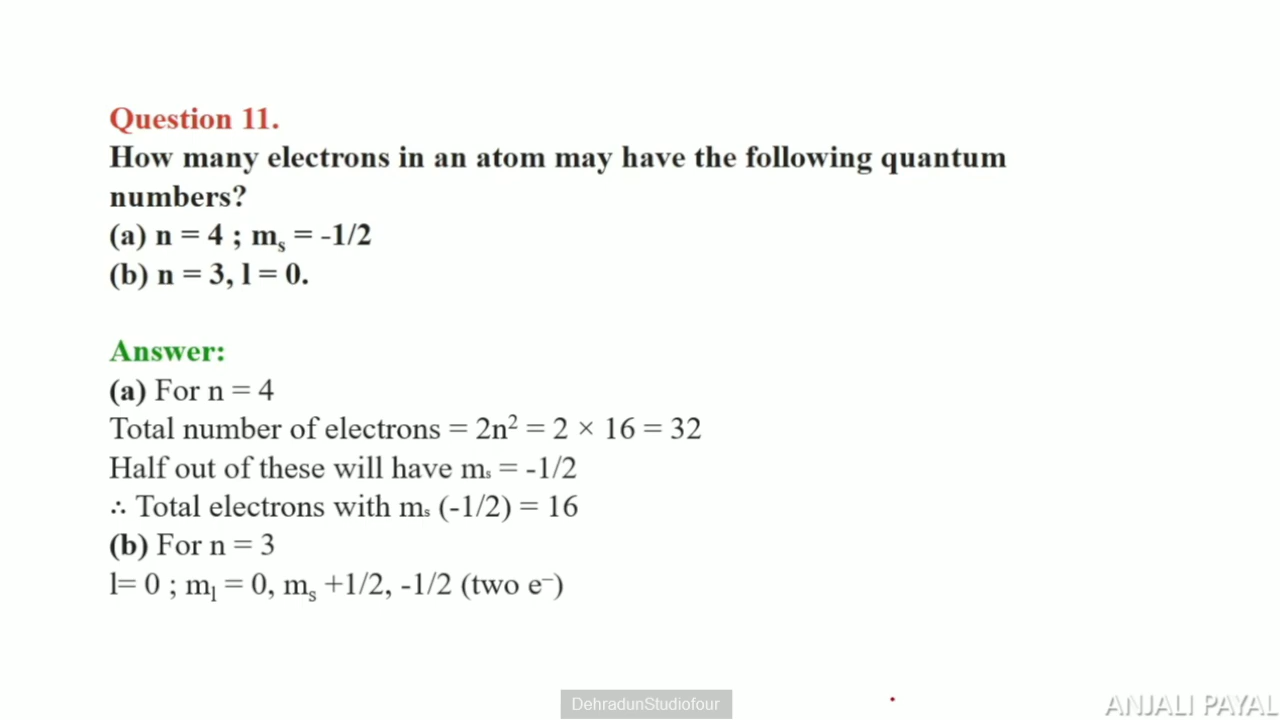 Question 11.
How many electrons in an atom may have the following quantum
numbers?
(a) n = 4 ; mₛ = -1/2
(b) n = 3, l = 0.
Answer:
(a) For n = 4
Total number of electrons = 2n² = 2 × 16 = 32
Half out of these will have mₛ = -1/2
∴ Total electrons with mₛ (-1/2) = 16
(b) For n = 3
l= 0 ; mₗ = 0, mₛ +1/2, -1/2 (two e⁻)
DehradunStudiofour
ANJALI PAYAL